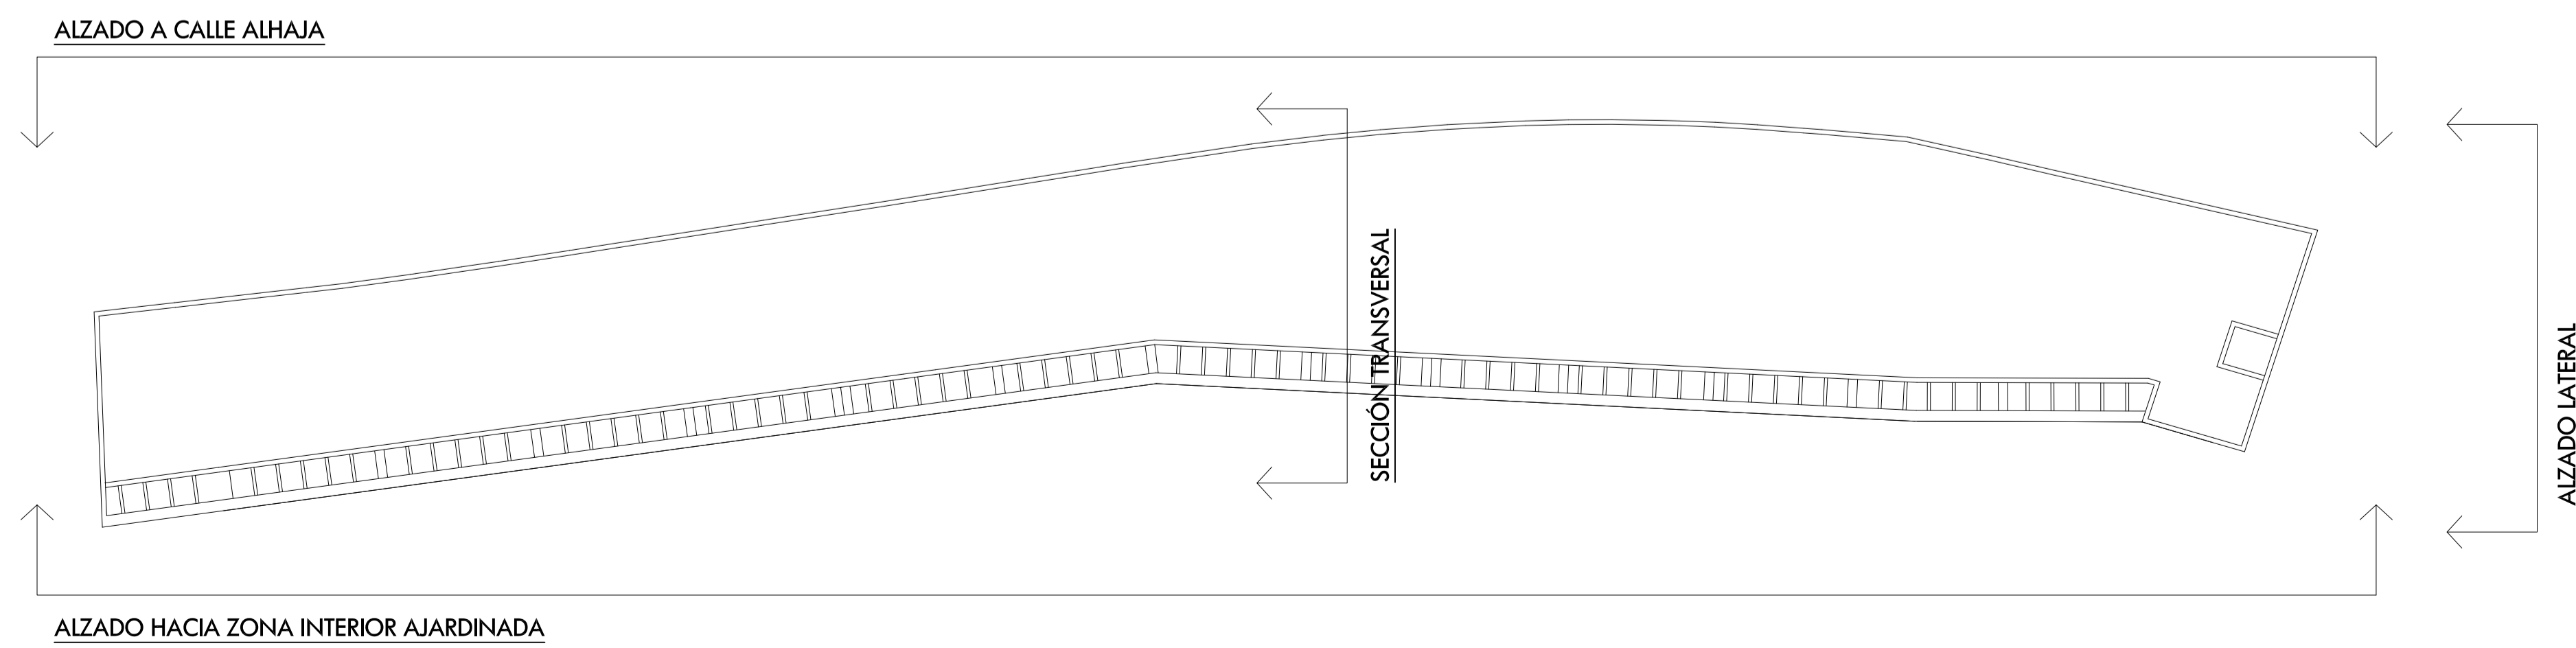 ALZADO A CALLE ALHAJA
SECCIÓN TRANSVERSAL
ALZADO LATERAL
ALZADO HACIA ZONA INTERIOR AJARDINADA